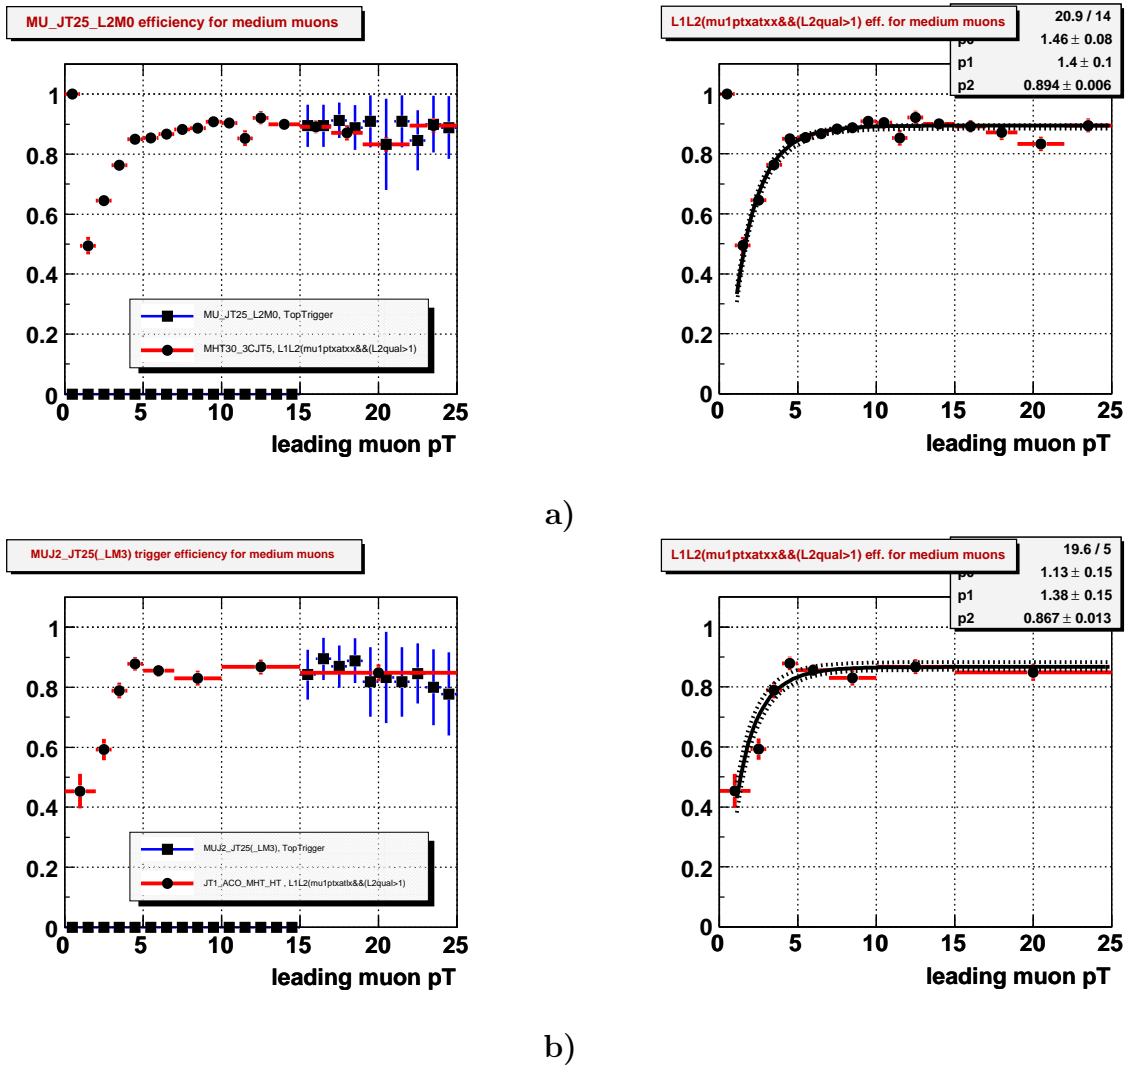 MU_JT25_L2M0 efficiency for medium muons
1
0.8
0.6
0.4
0.2
0
MU_JT25_L2M0, TopTrigger
MHT30_3CJT5, L1L2(mu1ptxatxx&&(L2qual>1)
0 5 10 15 20 25
leading muon pT
L1L2(mu1ptxatxx&&(L2qual>1) eff. for medium muons
20.9 / 14
1.46 ± 0.08
p1 1.4 ± 0.1
p2 0.894 ± 0.006
1
0.8
0.6
0.4
0.2
0
0 5 10 15 20 25
leading muon pT
a)
MUJ2_JT25(_LM3) trigger efficiency for medium muons
1
0.8
0.6
0.4
0.2
0
MUJ2_JT25(_LM3), TopTrigger
JT1_ACO_MHT_HT , L1L2(mu1ptxatlx&&(L2qual>1)
0 5 10 15 20 25
leading muon pT
L1L2(mu1ptxatxx&&(L2qual>1) eff. for medium muons
19.6 / 5
1.13 ± 0.15
p1 1.38 ± 0.15
p2 0.867 ± 0.013
1
0.8
0.6
0.4
0.2
0
0 5 10 15 20 25
leading muon pT
b)